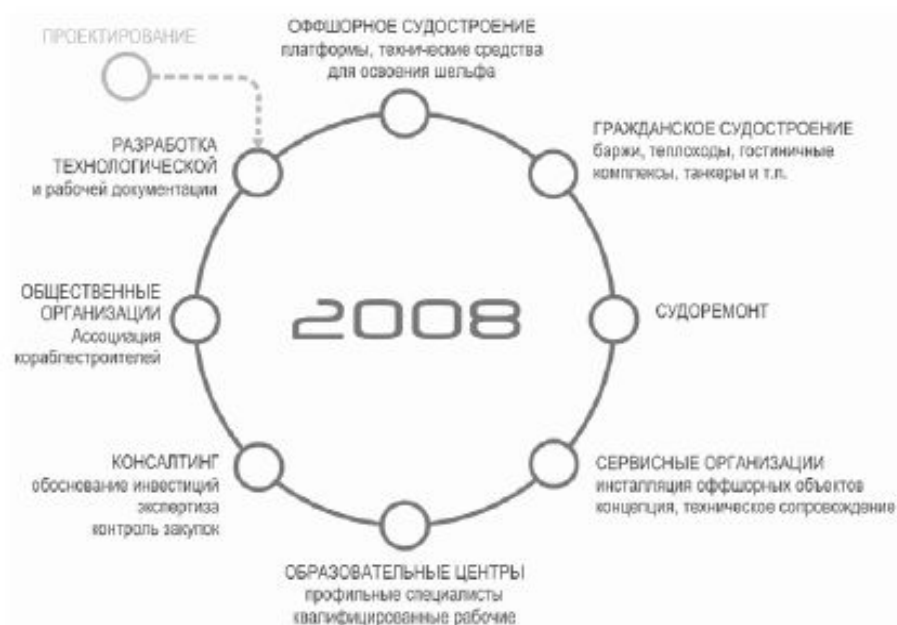 ПРОЕКТИРОВАНИЕ
ОФФШОРНОЕ СУДОСТРОЕНИЕ
платформы, технические средства
для освоения шельфа
ГРАЖДАНСКОЕ СУДОСТРОЕНИЕ
баржи, теплоходы, гостиничные
комплексы, танкеры и т.п.
РАЗРАБОТКА
ТЕХНОЛОГИЧЕСКОЙ
и рабочей документации
ОБЩЕСТВЕННЫЕ
ОРГАНИЗАЦИИ
Ассоциация
кораблестроителей
2008
СУДОРЕМОНТ
КОНСАЛТИНГ
обоснование инвестиций
экспертиза
контроль закупок
СЕРВИСНЫЕ ОРГАНИЗАЦИИ
инсталляция оффшорных объектов
концепция, техническое сопровождение
ОБРАЗОВАТЕЛЬНЫЕ ЦЕНТРЫ
профильные специалисты
квалифицированные рабочие